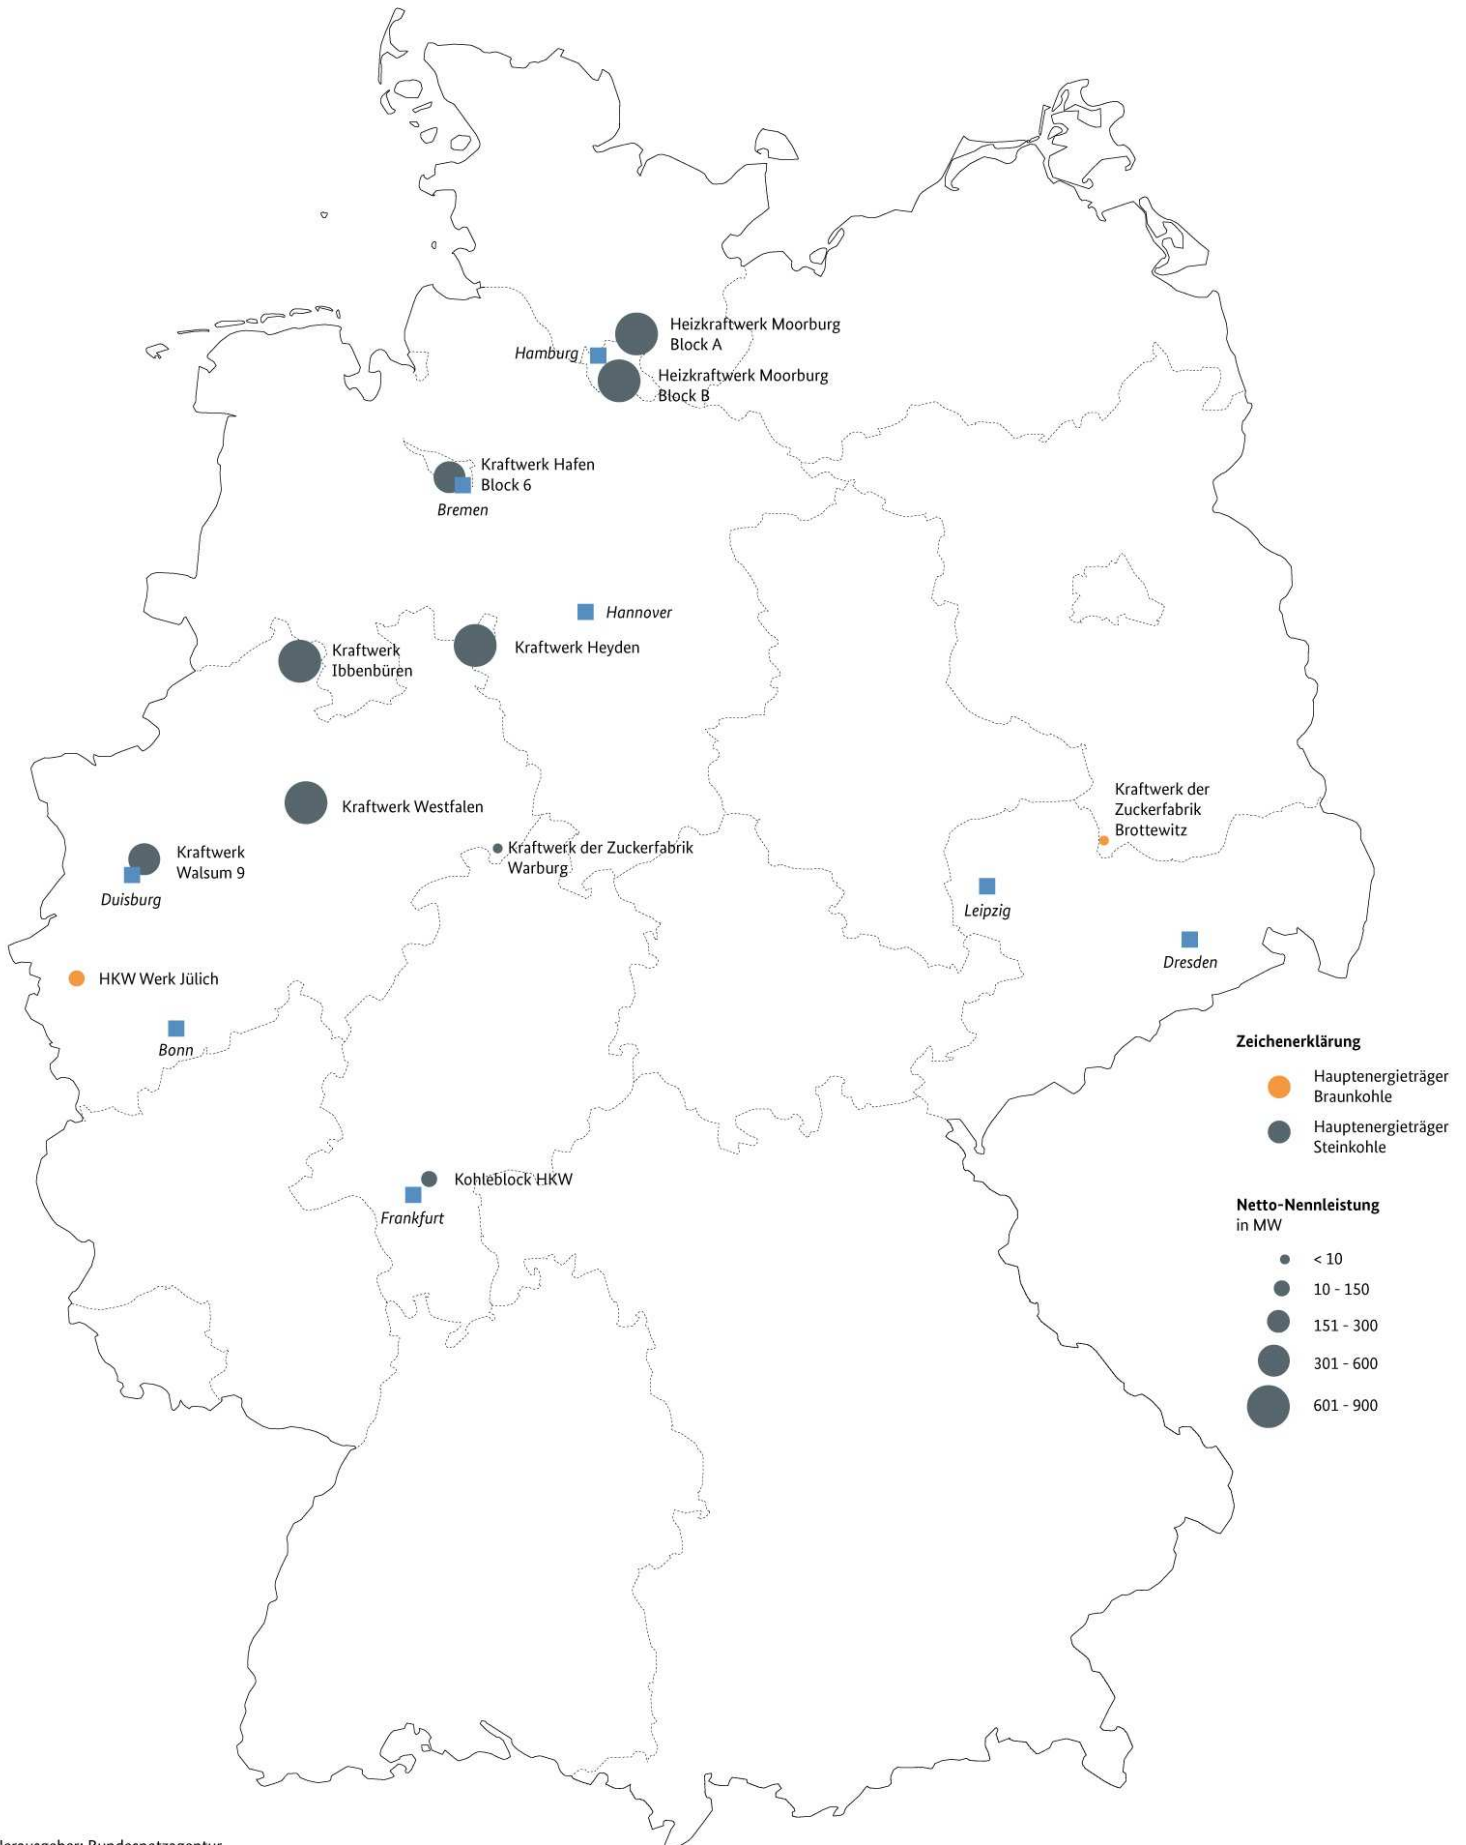 Heizkraftwerk Moorburg
Block A
Hamburg
Heizkraftwerk Moorburg
Block B
Kraftwerk Hafen
Block 6
Bremen
Hannover
Kraftwerk Heyden
Kraftwerk
Ibbenbüren
Kraftwerk Westfalen
Kraftwerk der
Zuckerfabrik
Brottewitz
Kraftwerk der Zuckerfabrik
Warburg
Kraftwerk
Walsum 9
Duisburg
Leipzig
Dresden
HKW Werk Jülich
Bonn
Zeichenerklärung
Hauptenergieträger
Braunkohle
Hauptenergieträger
Steinkohle
Kohleblock HKW
Frankfurt
Netto-Nennleistung
in MW
< 10
10 - 150
151 - 300
301 - 600
601 - 900